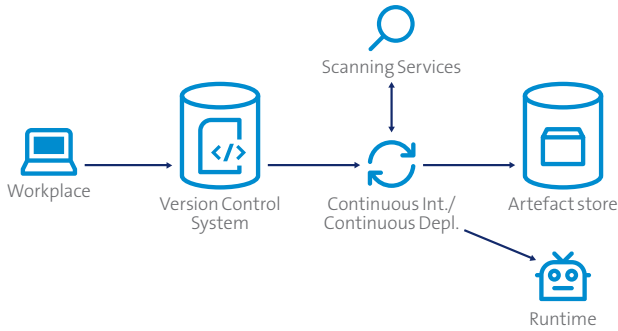 Scanning Services
Workplace
Version Control
System
Continuous Int./
Continuous Depl.
Artefact store
Runtime